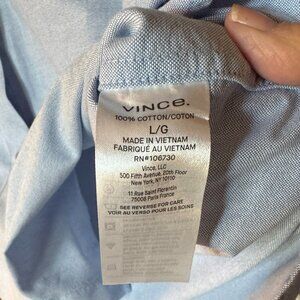 VINCE.
100% COTTON/COTON
L/G
MADE IN VIETNAM
FABRIQUÉ AU VIETNAM
RN#106730
Vince, LLC
500 Fifth Avenue, 20th Floor
New York, NY 10110
11 Rue Saint Florentin
75008 Paris France
SEE REVERSE FOR CARE
VOIR AU VERSO POUR LES SOINS